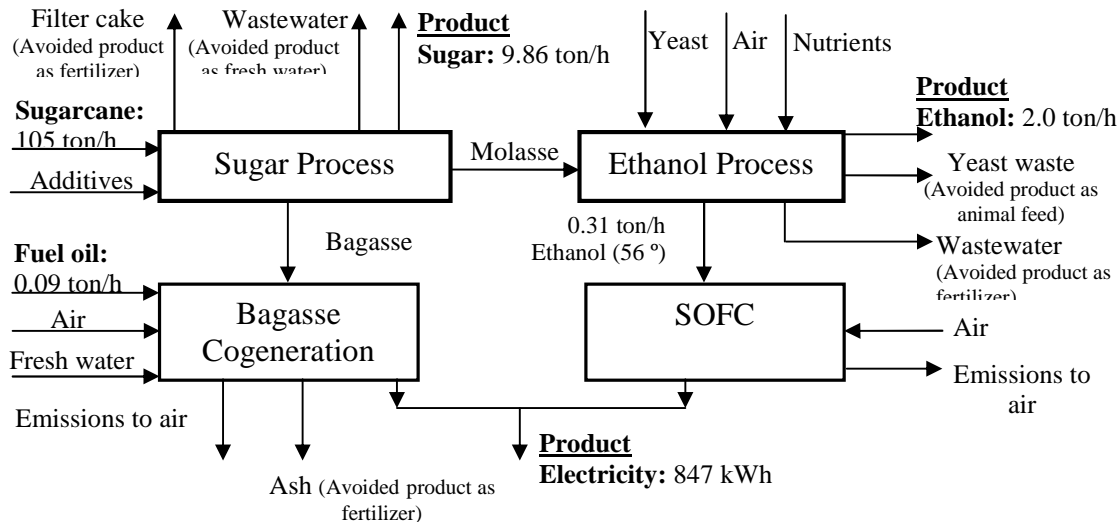 Filter cake
(Avoided product
as fertilizer)
Wastewater
(Avoided product
as fresh water)
Product
Sugar: 9.86 ton/h
Yeast
Air
Nutrients
Product
Ethanol: 2.0 ton/h
Sugarcane:
105 ton/h
Additives
Sugar Process
Molasse
Ethanol Process
Yeast waste
(Avoided product as
animal feed)
Wastewater
(Avoided product as
fertilizer)
Bagasse
0.31 ton/h
Ethanol (56 º)
Fuel oil:
0.09 ton/h
Air
Fresh water
Bagasse
Cogeneration
SOFC
Air
Emissions to
air
Emissions to air
Ash (Avoided product as
fertilizer)
Product
Electricity: 847 kWh